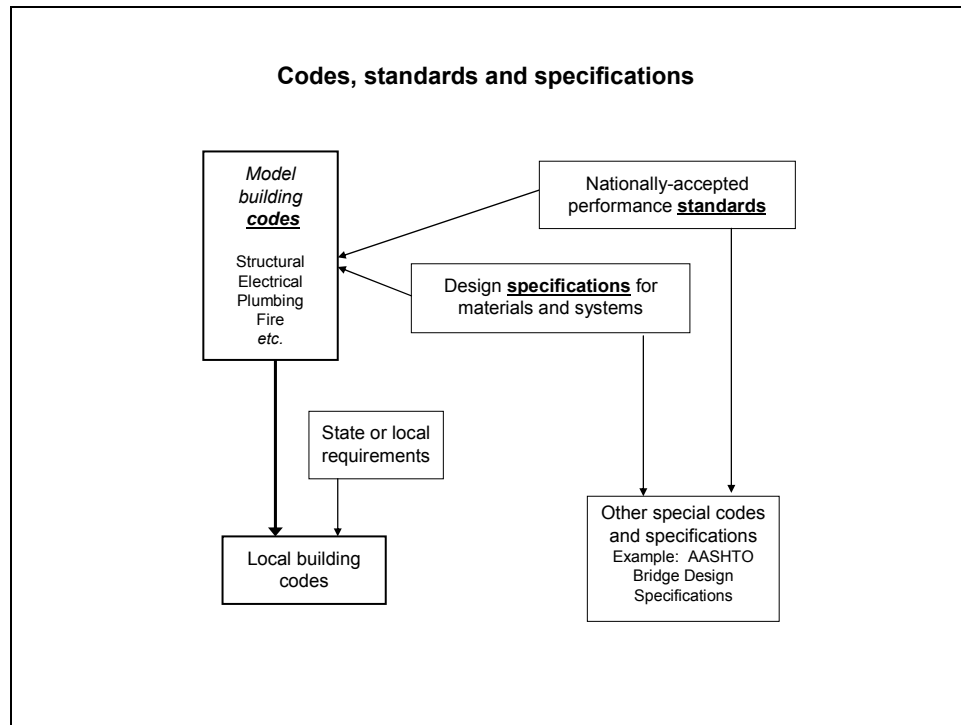 Codes, standards and specifications
Model
building
codes
Structural
Electrical
Plumbing
Fire
etc.
Nationally-accepted
performance standards
Design specifications for
materials and systems
State or local
requirements
Local building
codes
Other special codes
and specifications
Example: AASHTO
Bridge Design
Specifications